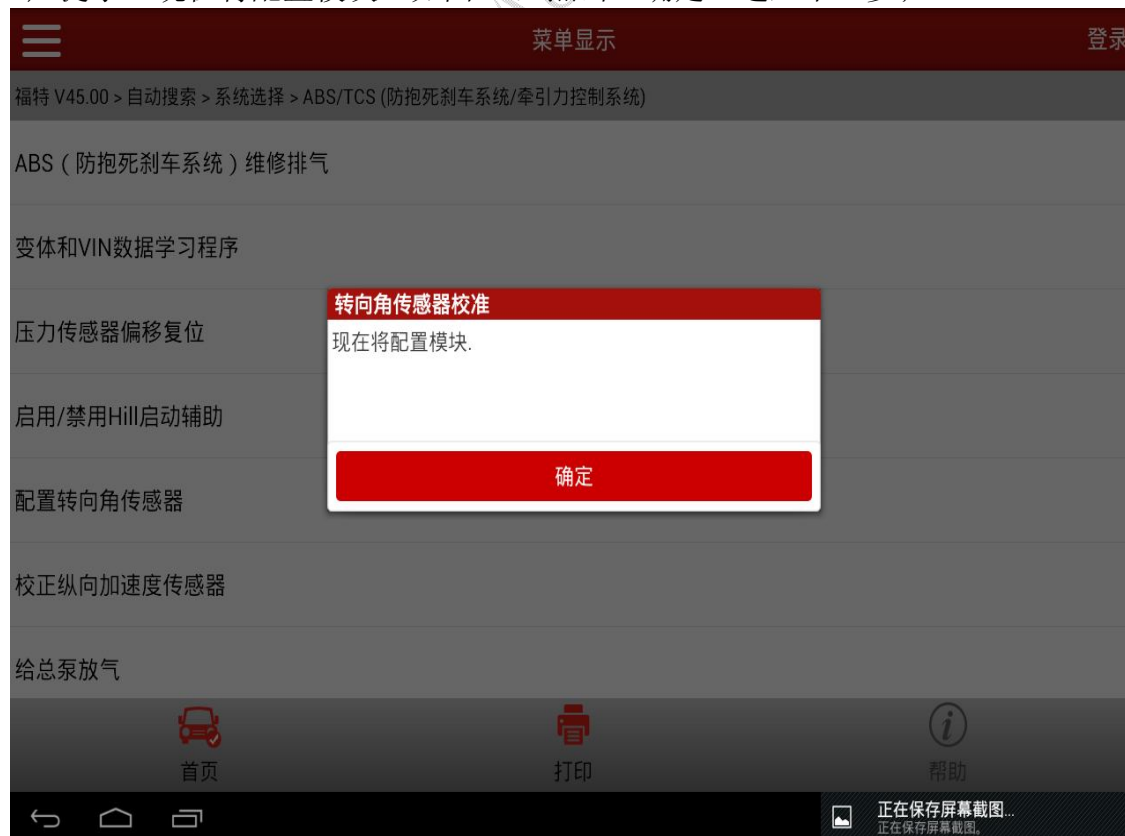 菜单显示
登录
福特 V45.00 > 自动搜索 > 系统选择 > ABS/TCS (防抱死刹车系统/牵引力控制系统)
ABS（防抱死刹车系统）维修排气
变体和VIN数据学习程序
转向角传感器校准
压力传感器偏移复位
现在将配置模块.
启用/禁用Hill启动辅助
确定
配置转向角传感器
校正纵向加速度传感器
给总泵放气
首页
打印
帮助
正在保存屏幕截图...
正在保存屏幕截图。